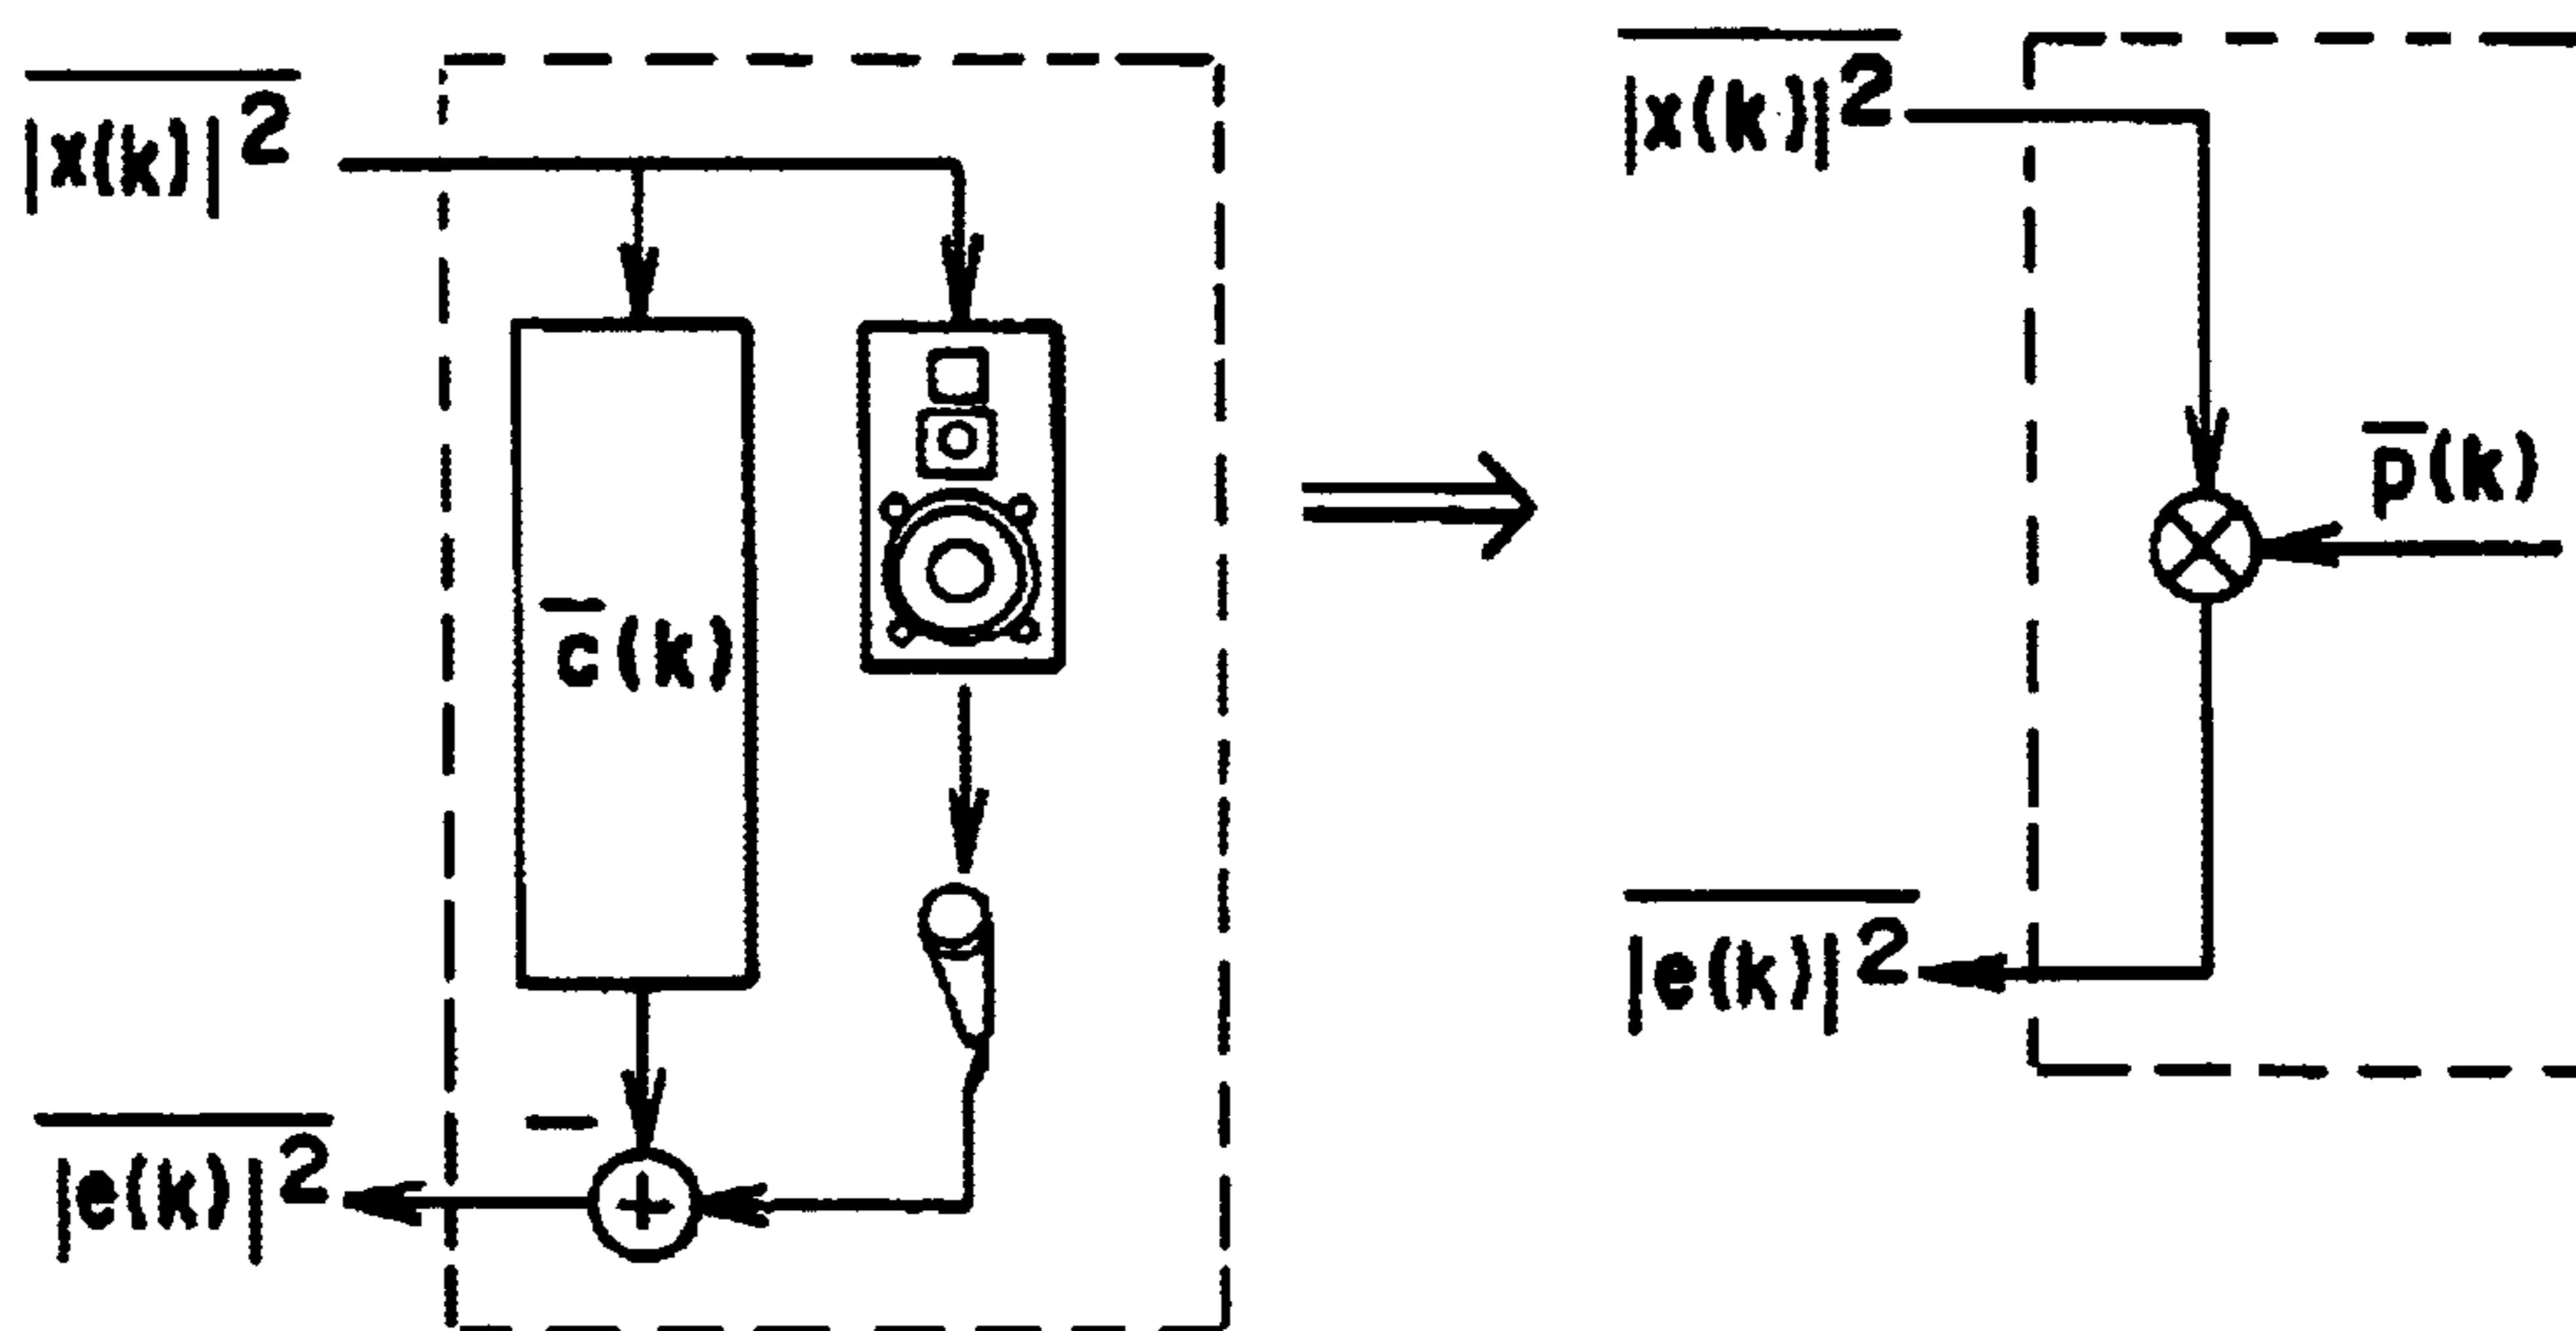 |x(k)|²
c̅(k)
−
+
|e(k)|²
|x(k)|²
p̅(k)
|e(k)|²